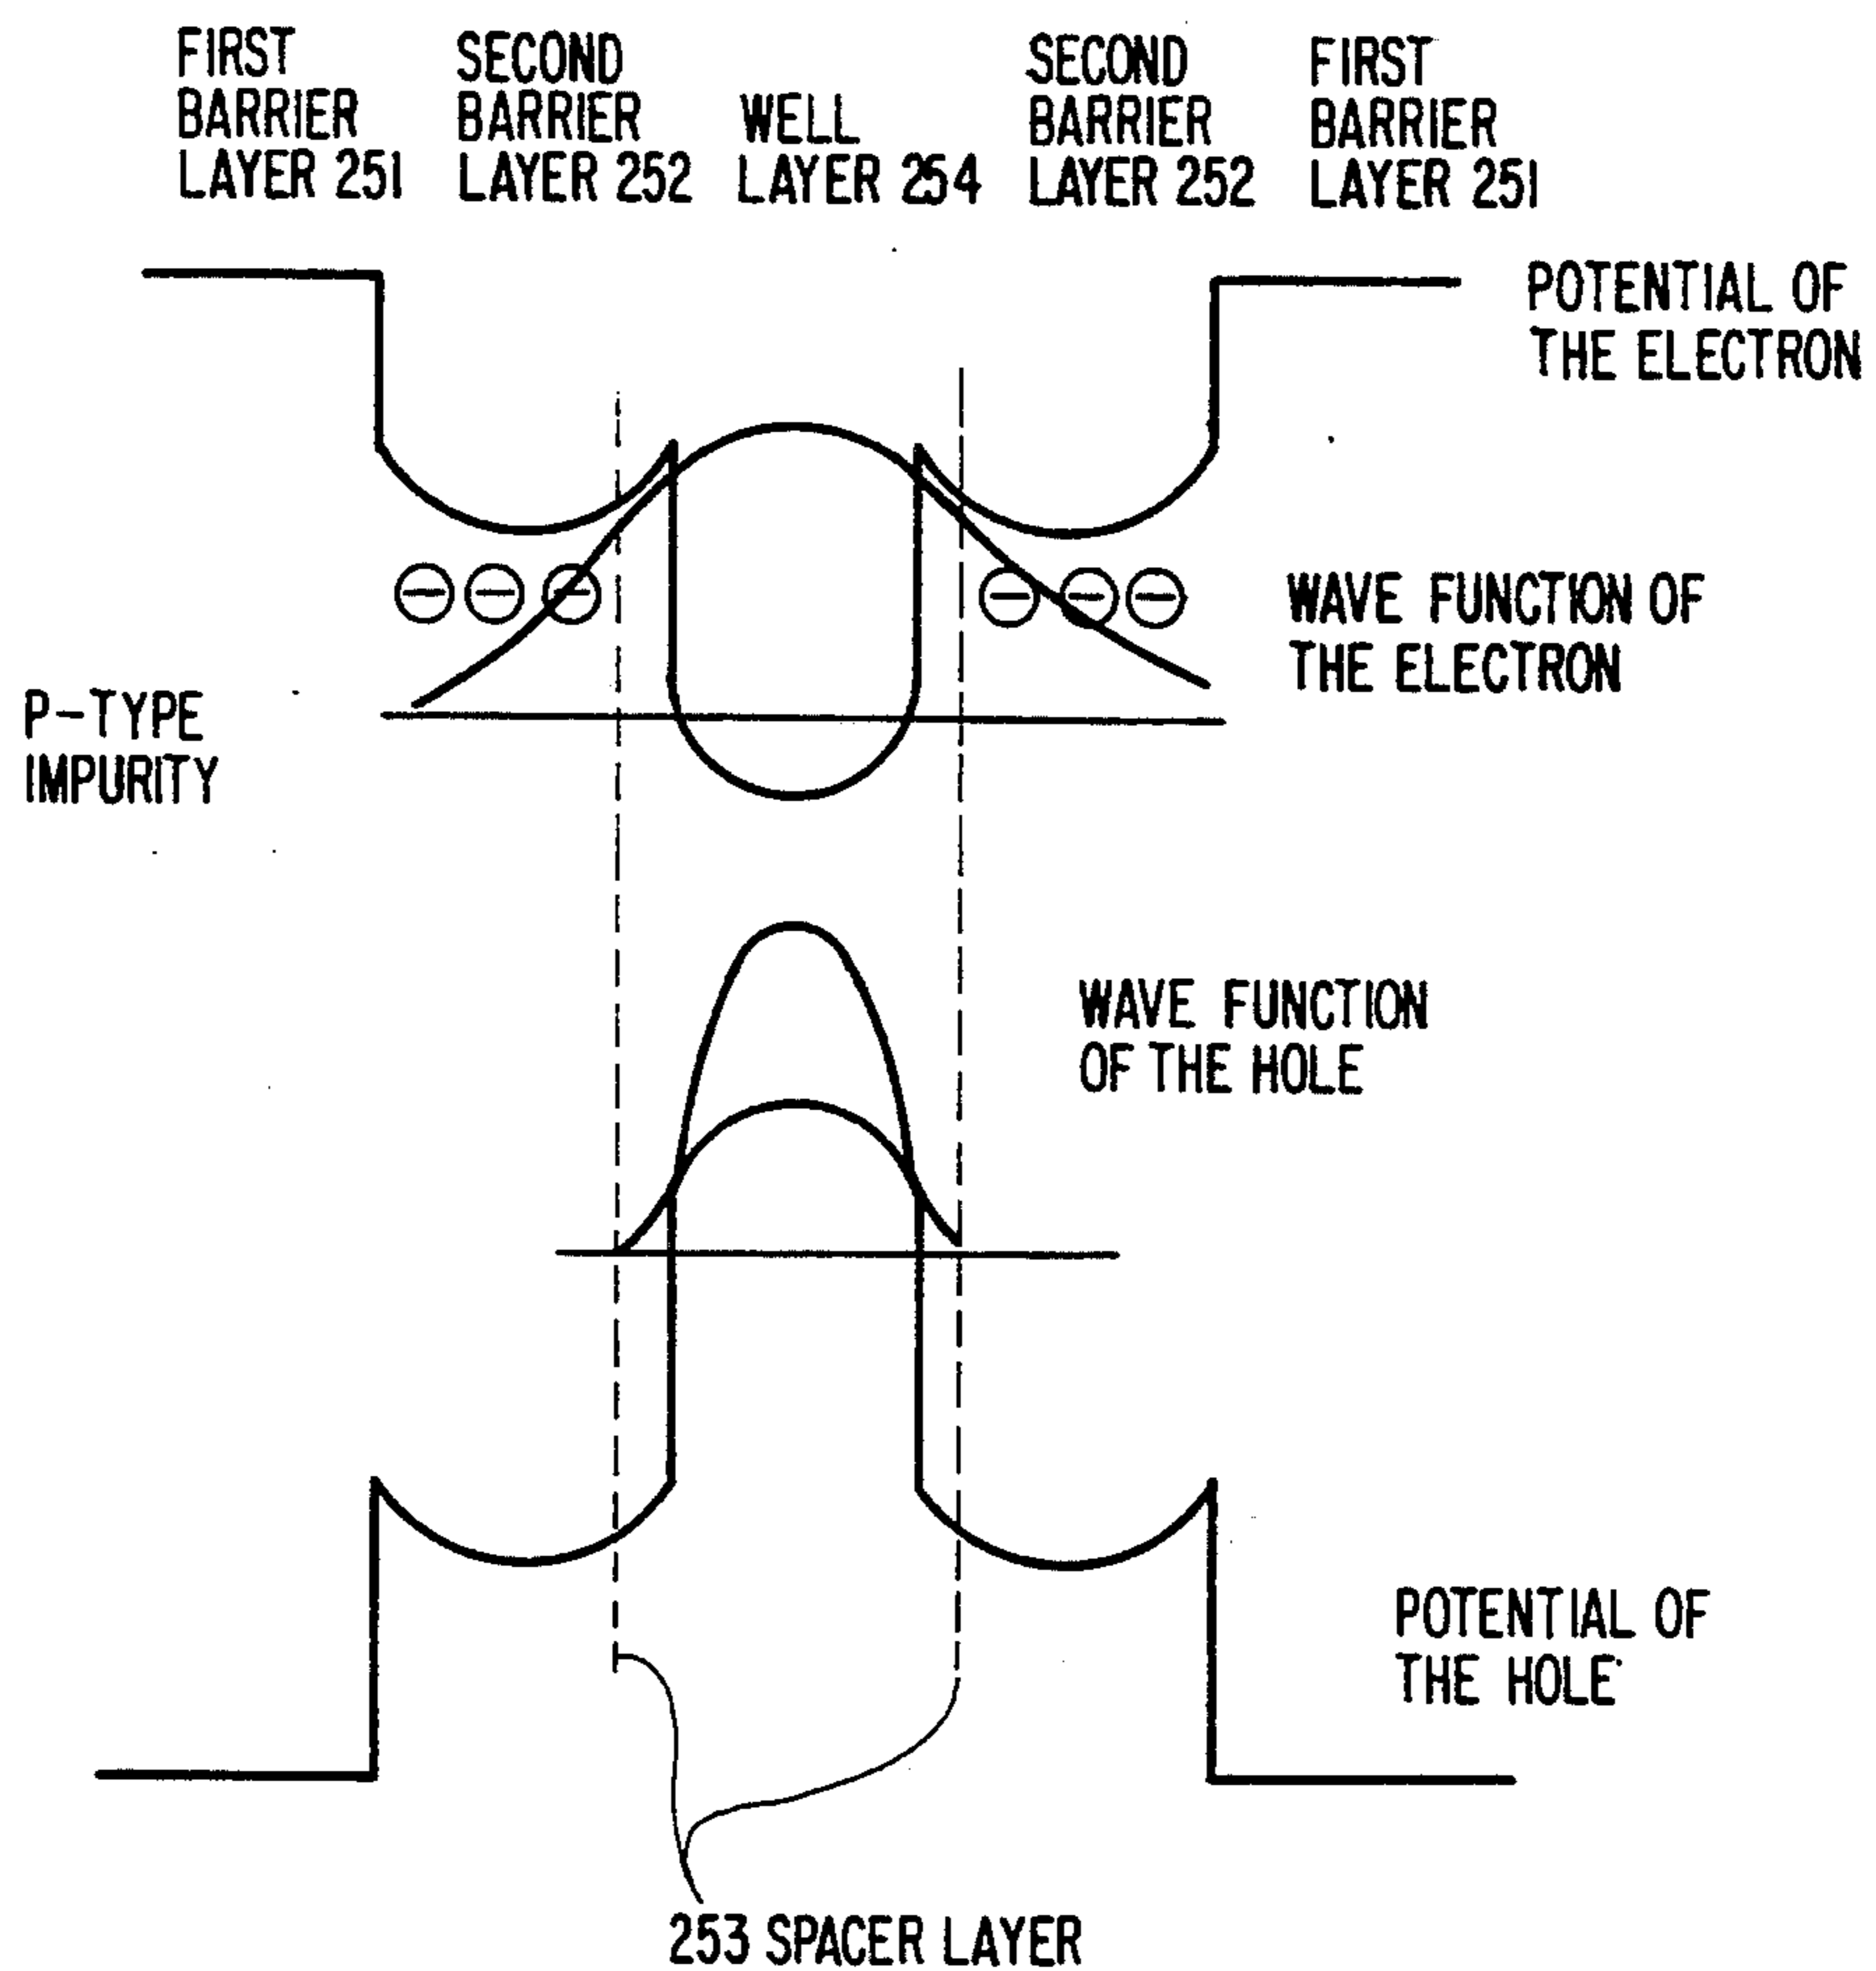 FIRST
BARRIER
LAYER 251
SECOND
BARRIER
LAYER 252
WELL
LAYER 254
SECOND
BARRIER
LAYER 252
FIRST
BARRIER
LAYER 251
POTENTIAL OF
THE ELECTRON
WAVE FUNCTION OF
THE ELECTRON
P-TYPE
IMPURITY
WAVE FUNCTION
OF THE HOLE
POTENTIAL OF
THE HOLE
253 SPACER LAYER